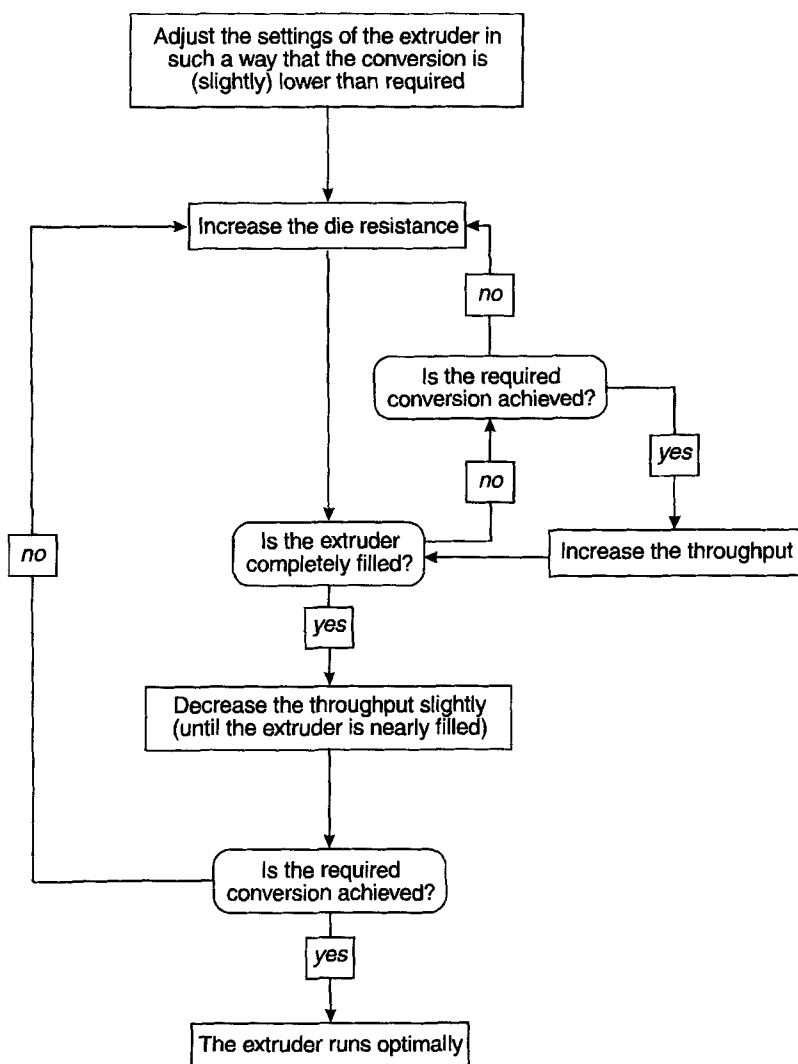 Adjust the settings of the extruder in
such a way that the conversion is
(slightly) lower than required
Increase the die resistance
no
Is the required
conversion achieved?
yes
no
Is the extruder
completely filled?
Increase the throughput
no
yes
Decrease the throughput slightly
(until the extruder is nearly filled)
Is the required
conversion achieved?
yes
The extruder runs optimally